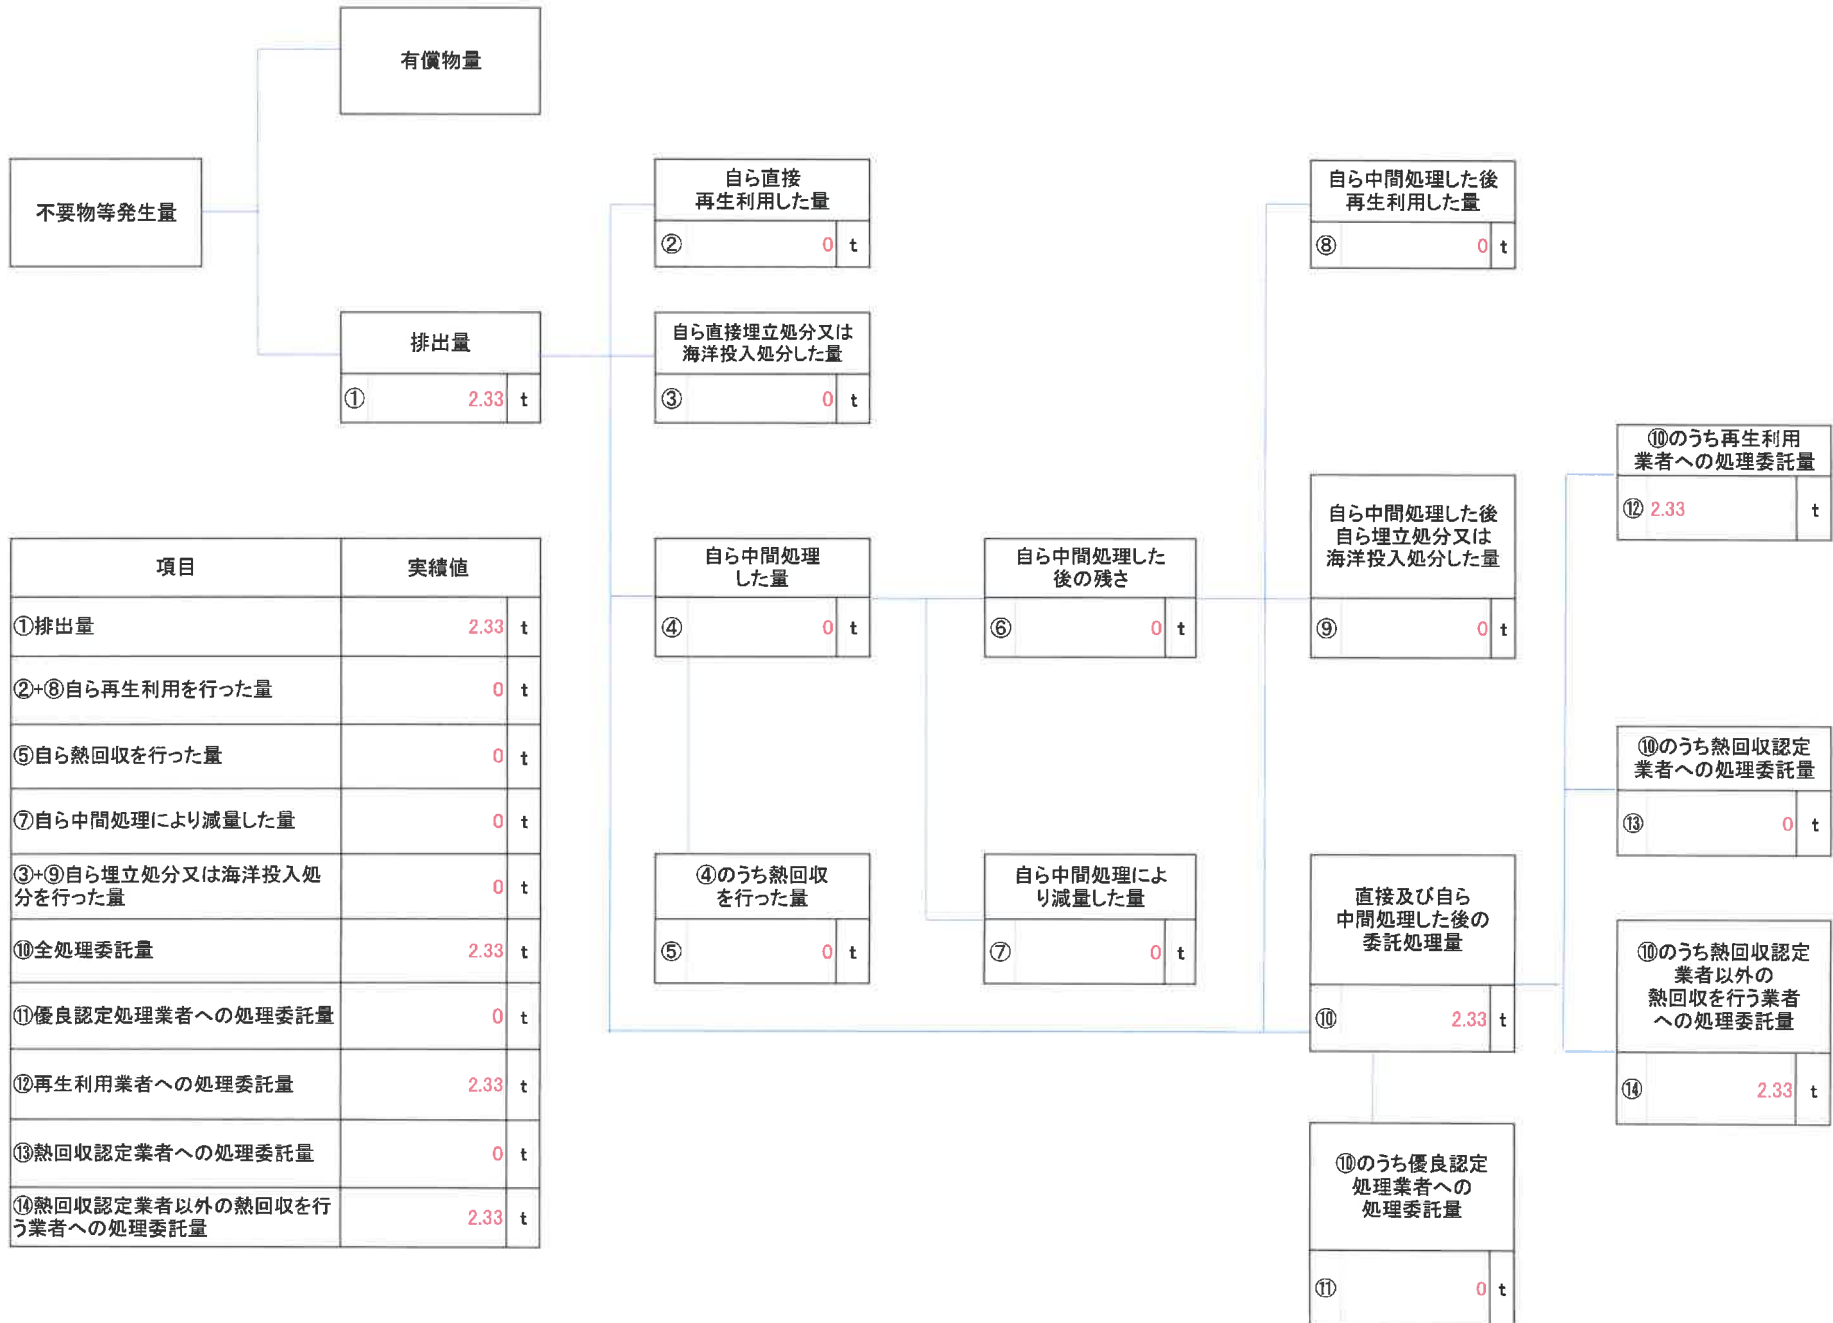 有償物量
不要物等発生量
排出量
① 2.33 t
自ら直接
再生利用した量
② 0 t
自ら直接埋立処分又は
海洋投入処分した量
③ 0 t
自ら中間処理
した量
④ 0 t
④のうち熱回収
を行った量
⑤ 0 t
自ら中間処理した
後の残さ
⑥ 0 t
自ら中間処理によ
り減量した量
⑦ 0 t
自ら中間処理した後
再生利用した量
⑧ 0 t
自ら中間処理した後
自ら埋立処分又は
海洋投入処分した量
⑨ 0 t
直接及び自ら
中間処理した後の
委託処理量
⑩ 2.33 t
⑩のうち優良認定
処理業者への
処理委託量
⑪ 0 t
⑩のうち再生利用
業者への処理委託量
⑫ 2.33 t
⑩のうち熱回収認定
業者への処理委託量
⑬ 0 t
⑩のうち熱回収認定
業者以外の
熱回収を行う業者
への処理委託量
⑭ 2.33 t
項目 実績値
①排出量 2.33 t
②+⑧自ら再生利用を行った量 0 t
⑤自ら熱回収を行った量 0 t
⑦自ら中間処理により減量した量 0 t
③+⑨自ら埋立処分又は海洋投入処
分を行った量 0 t
⑩全処理委託量 2.33 t
⑪優良認定処理業者への処理委託量 0 t
⑫再生利用業者への処理委託量 2.33 t
⑬熱回収認定業者への処理委託量 0 t
⑭熱回収認定業者以外の熱回収を行
う業者への処理委託量 2.33 t